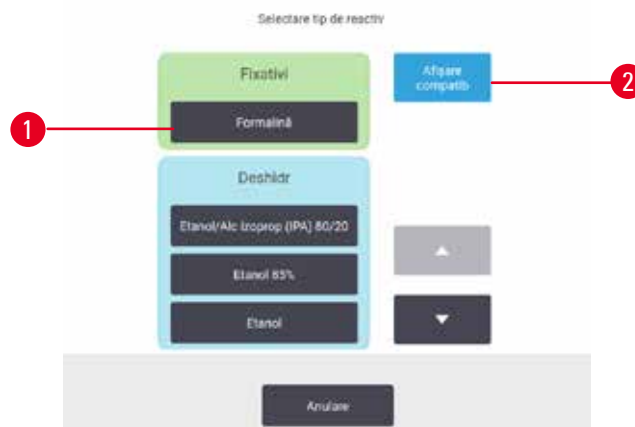 Selectare tip de reactiv
Fixativi
Afișare
compatib
1
Formalină
2
Deshidr
Etanol/Alc izoprop (IPA) 80/20
Etanol 85%
Etanol
Anulare